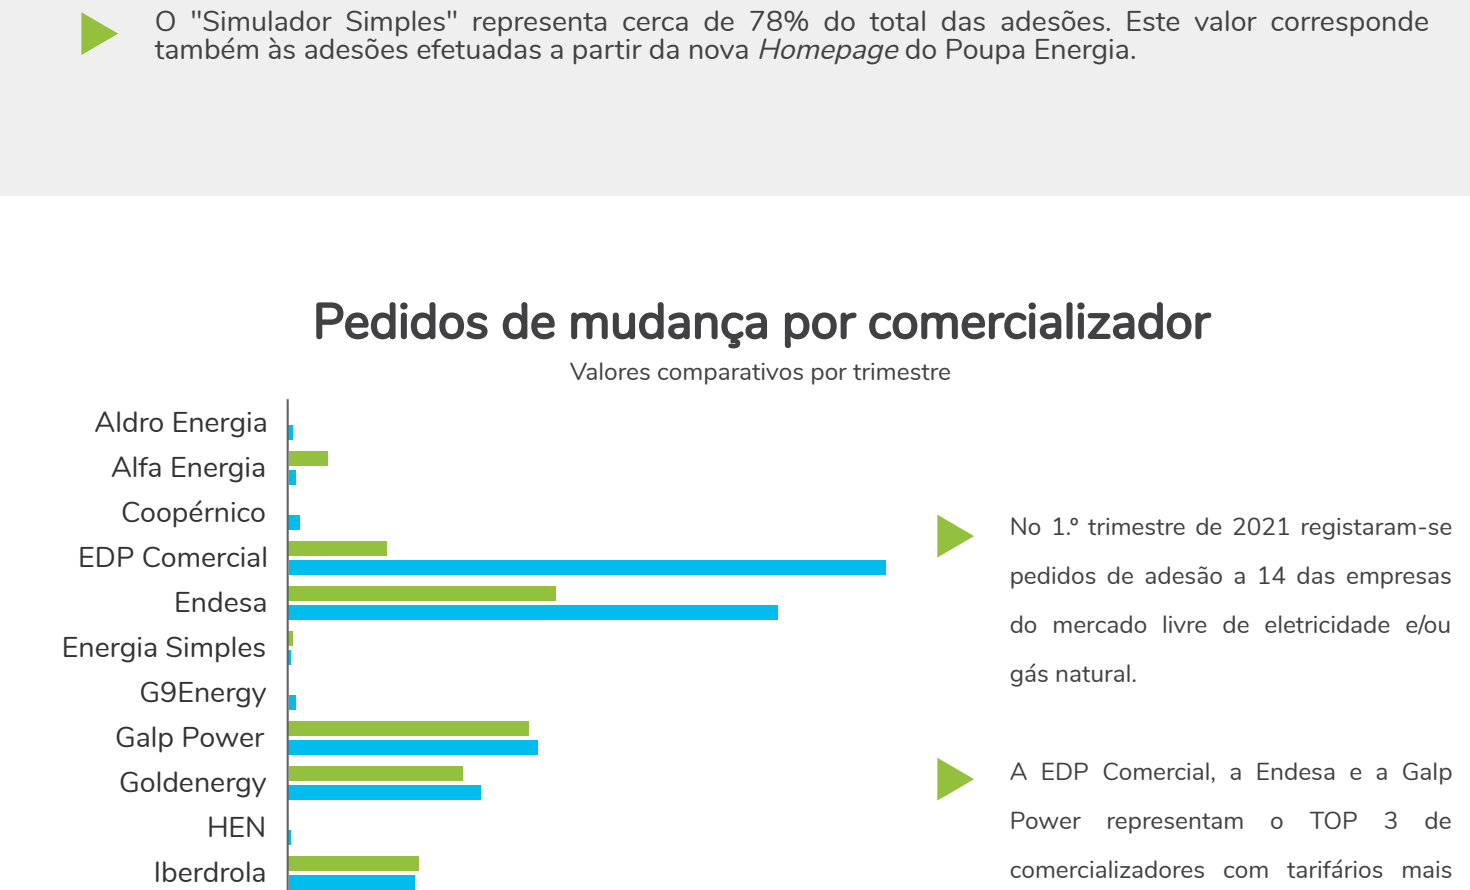 O "Simulador Simples" representa cerca de 78% do total das adesões. Este valor corresponde
também às adesões efetuadas a partir da nova Homepage do Poupa Energia.
Pedidos de mudança por comercializador
Valores comparativos por trimestre
Aldro Energia
Alfa Energia
Coopérnico
EDP Comercial
Endesa
Energia Simples
G9Energy
Galp Power
Goldenergy
HEN
Iberdrola
No 1.º trimestre de 2021 registaram-se
pedidos de adesão a 14 das empresas
do mercado livre de eletricidade e/ou
gás natural.
A EDP Comercial, a Endesa e a Galp
Power representam o TOP 3 de
comercializadores com tarifários mais